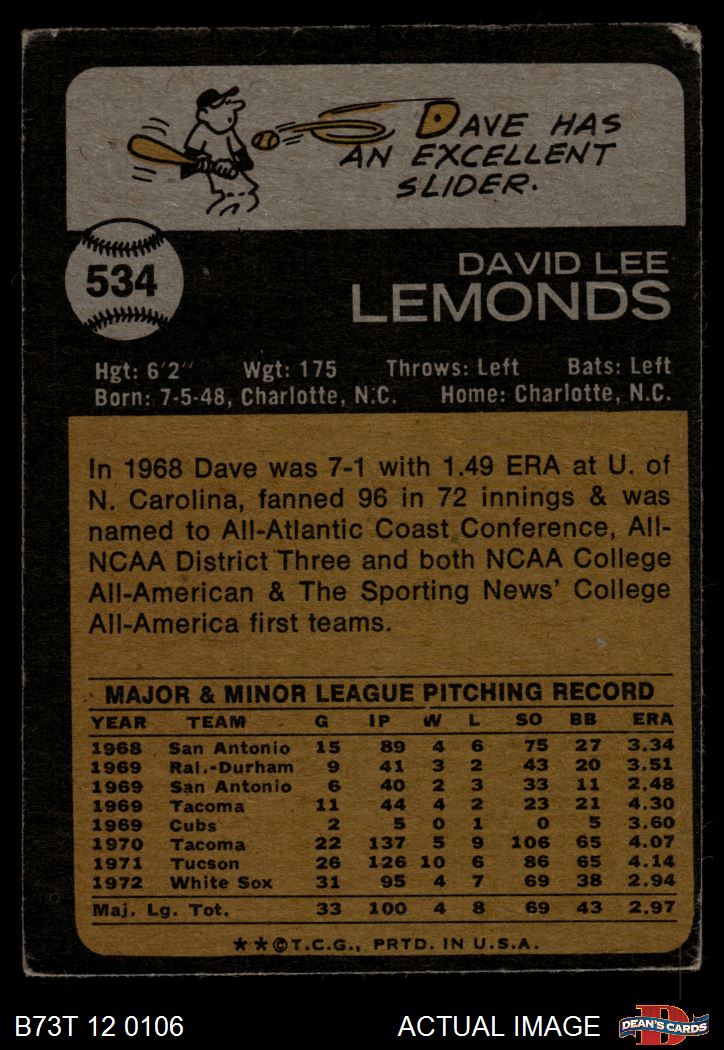 DAVE HAS
AN EXCELLENT
SLIDER.
534
DAVID LEE
LEMONDS
Hgt: 6'2" Wgt: 175 Throws: Left Bats: Left
Born: 7-5-48, Charlotte, N.C. Home: Charlotte, N.C.
In 1968 Dave was 7-1 with 1.49 ERA at U. of
N. Carolina, fanned 96 in 72 innings & was
named to All-Atlantic Coast Conference, All-
NCAA District Three and both NCAA College
All-American & The Sporting News' College
All-America first teams.
MAJOR & MINOR LEAGUE PITCHING RECORD
YEAR TEAM G IP W L SO BB ERA
1968 San Antonio 15 89 4 6 75 27 3.34
1969 Ral.-Durham 9 41 3 2 43 20 3.51
1969 San Antonio 6 40 2 3 33 11 2.48
1969 Tacoma 11 44 4 2 23 21 4.30
1969 Cubs 2 5 0 1 0 5 3.60
1970 Tacoma 22 137 5 9 106 65 4.07
1971 Tucson 26 126 10 6 86 65 4.14
1972 White Sox 31 95 4 7 69 38 2.94
Maj. Lg. Tot. 33 100 4 8 69 43 2.97
**©T.C.G., PRTD. IN U.S.A.
B73T 12 0106 ACTUAL IMAGE D DEAN'S CARDS